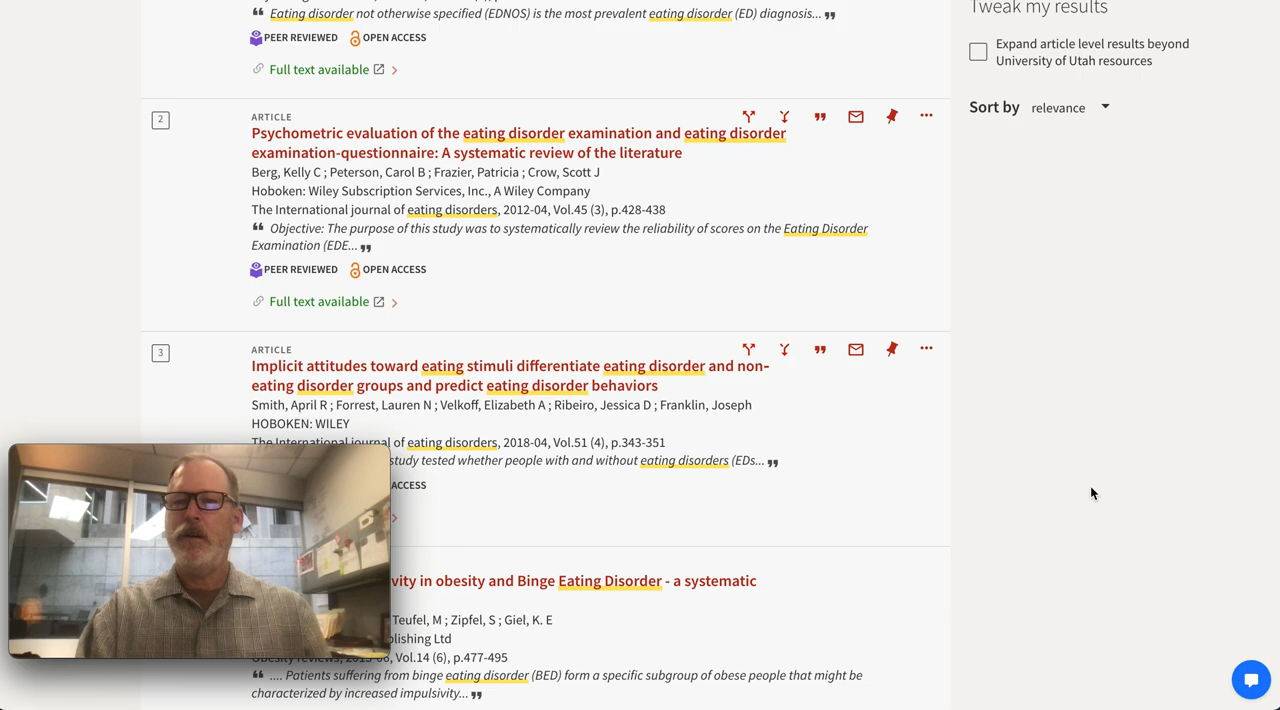 Eating disorder not otherwise specified (EDNOS) is the most prevalent eating disorder (ED) diagnosis...
PEER REVIEWED OPEN ACCESS
Full text available
2
ARTICLE
Psychometric evaluation of the eating disorder examination and eating disorder
examination-questionnaire: A systematic review of the literature
Berg, Kelly C ; Peterson, Carol B ; Frazier, Patricia ; Crow, Scott J
Hoboken: Wiley Subscription Services, Inc., A Wiley Company
The International journal of eating disorders, 2012-04, Vol.45 (3), p.428-438
Objective: The purpose of this study was to systematically review the reliability of scores on the Eating Disorder
Examination (EDE...
PEER REVIEWED OPEN ACCESS
Full text available
3
ARTICLE
Implicit attitudes toward eating stimuli differentiate eating disorder and non-
eating disorder groups and predict eating disorder behaviors
Smith, April R ; Forrest, Lauren N ; Velkoff, Elizabeth A ; Ribeiro, Jessica D ; Franklin, Joseph
HOBOKEN: WILEY
The International journal of eating disorders, 2018-04, Vol.51 (4), p.343-351
study tested whether people with and without eating disorders (EDs...
ACCESS
vity in obesity and Binge Eating Disorder - a systematic
Teufel, M ; Zipfel, S ; Giel, K. E
blishing Ltd
Vol.14 (6), p.477-495
.... Patients suffering from binge eating disorder (BED) form a specific subgroup of obese people that might be
characterized by increased impulsivity...
Tweak my results
Expand article level results beyond
University of Utah resources
Sort by relevance